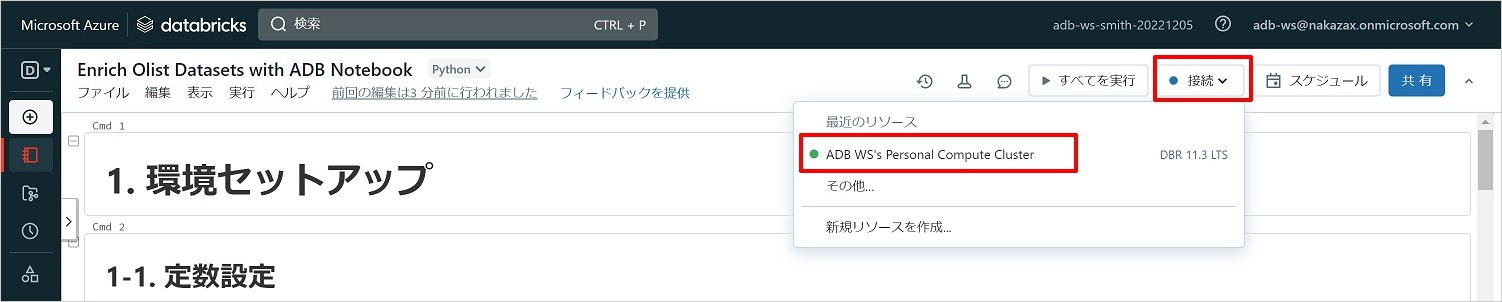 Microsoft Azure databricks 検索 CTRL + P adb-ws-smith-20221205 adb-ws@nakazax.onmicrosoft.com
D
Enrich Olist Datasets with ADB Notebook Python
ファイル 編集 表示 実行 ヘルプ 前回の編集は3 分前に行われました フィードバックを提供
すべてを実行 接続 スケジュール 共有
最近のリソース
ADB WS's Personal Compute Cluster DBR 11.3 LTS
その他...
新規リソースを作成...
Cmd 1
1. 環境セットアップ
Cmd 2
1-1. 定数設定